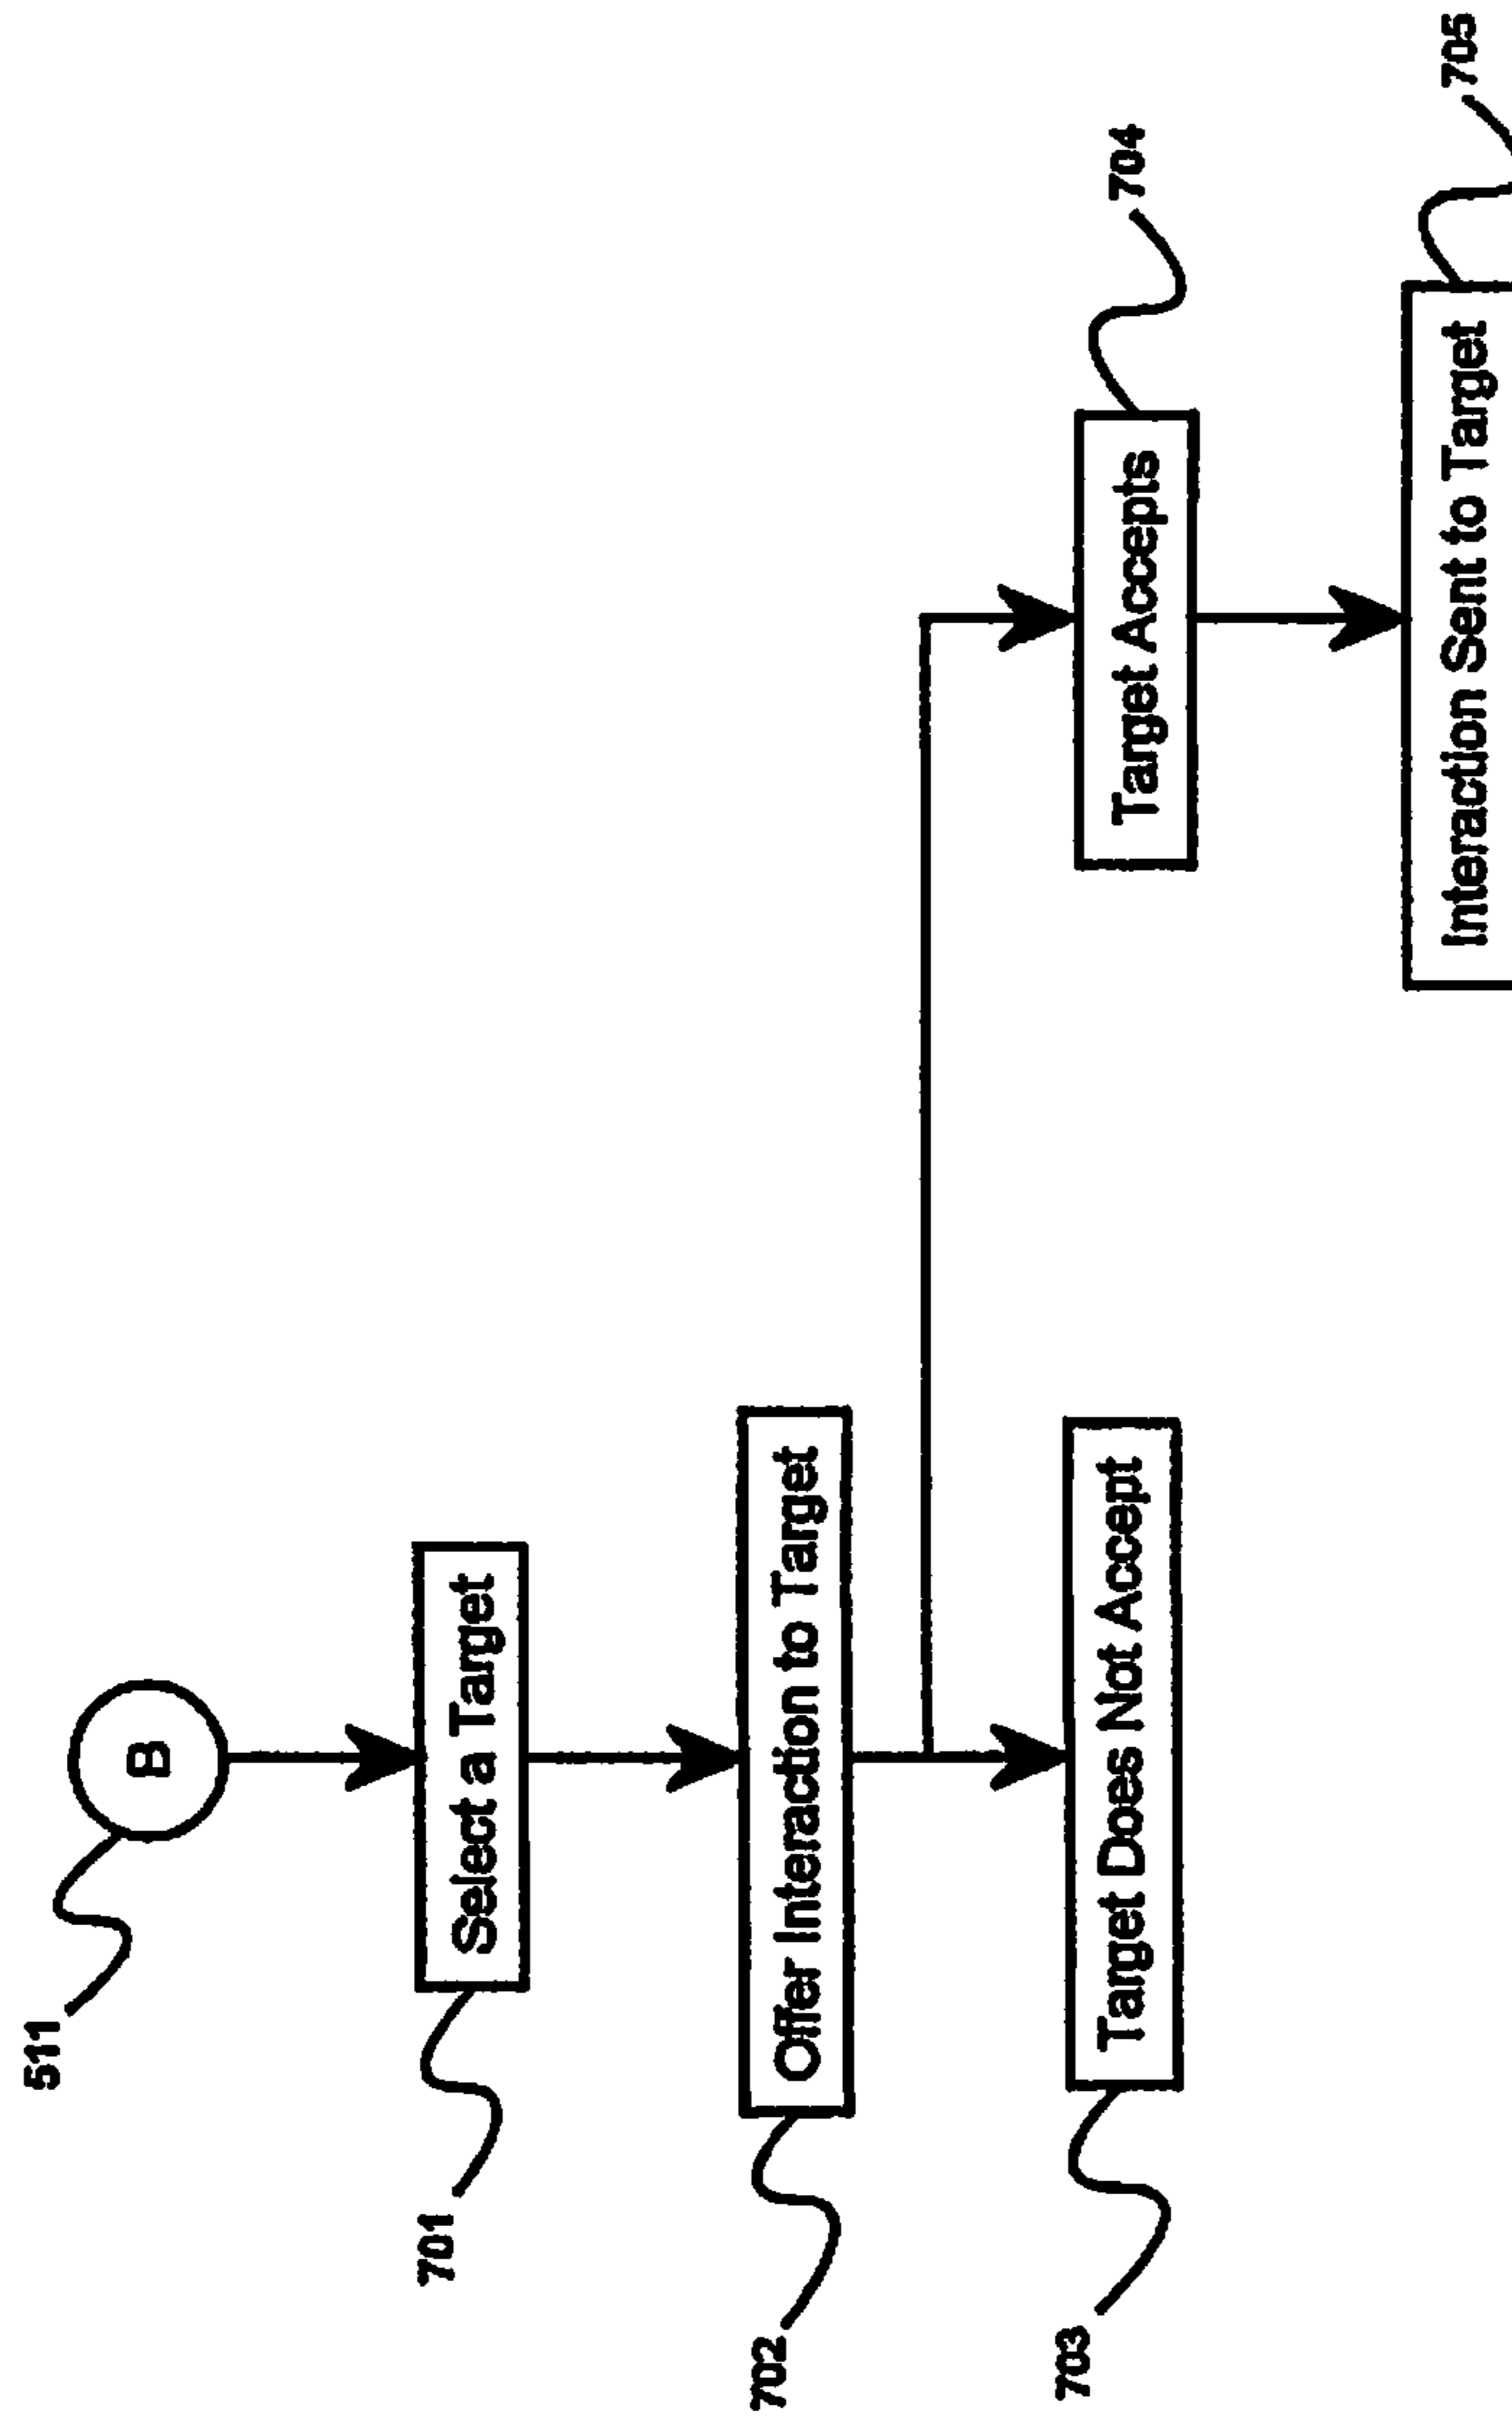 511
B
701
Select a Target
702
Offer Interaction to Target
703
Target Does Not Accept
704
Target Accepts
705
Interaction Sent to Target